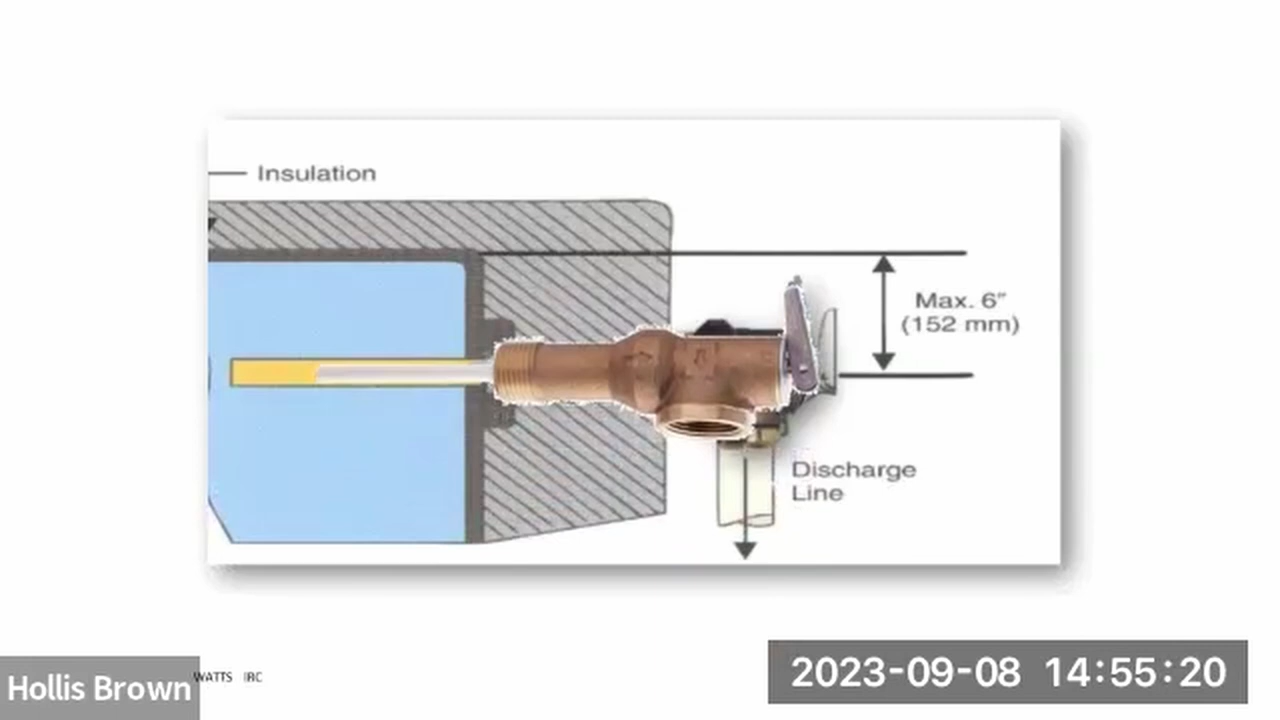 Insulation
Max. 6"
(152 mm)
Discharge
Line
Hollis Brown
WATTS IRC
2023-09-08 14:55:20